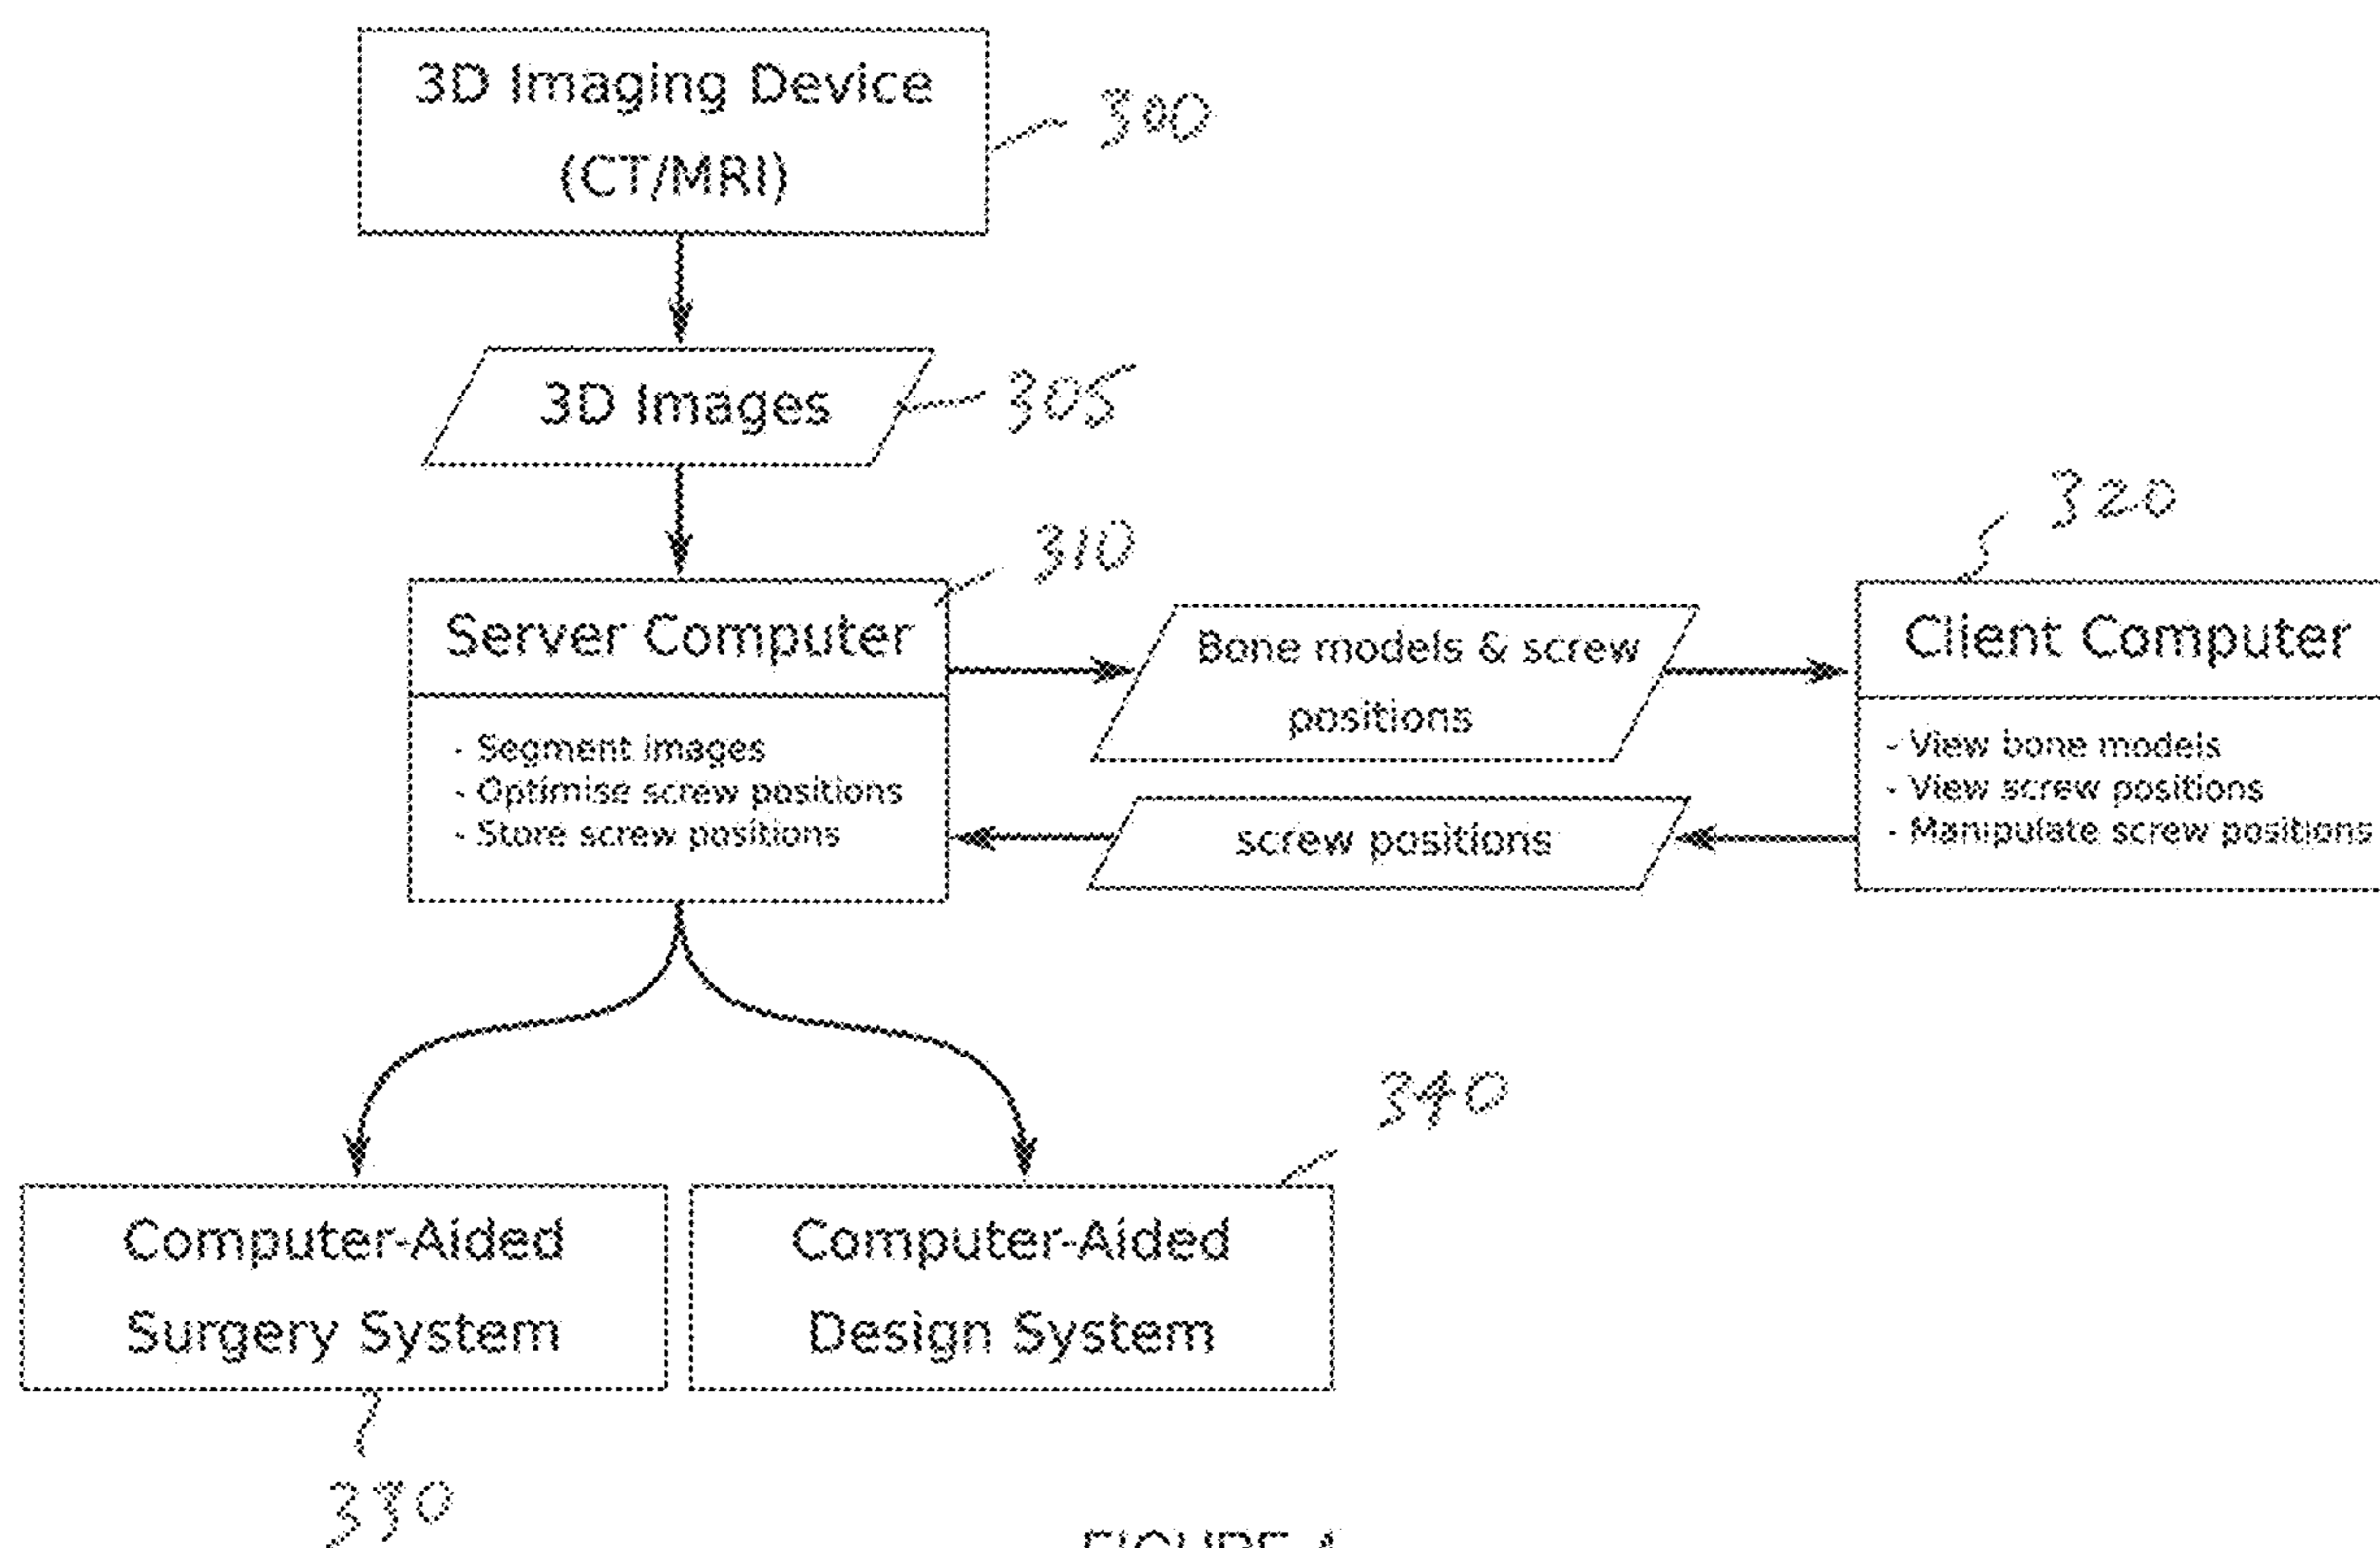 3D Imaging Device
(CT/MRI)
300
3D Images
305
310
320
Server Computer
- Segment images
- Optimise screw positions
- Store screw positions
Bone models & screw
positions
screw positions
Client Computer
- View bone models
- View screw positions
- Manipulate screw positions
340
Computer-Aided
Surgery System
Computer-Aided
Design System
330
FIGURE